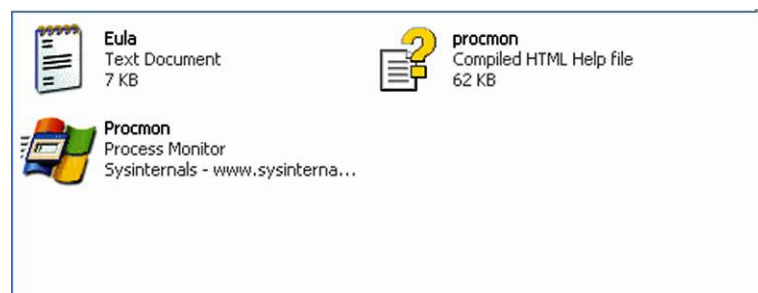 Eula
Text Document
7 KB
procmon
Compiled HTML Help file
62 KB
Procmon
Process Monitor
Sysinternals - www.sysinterna...